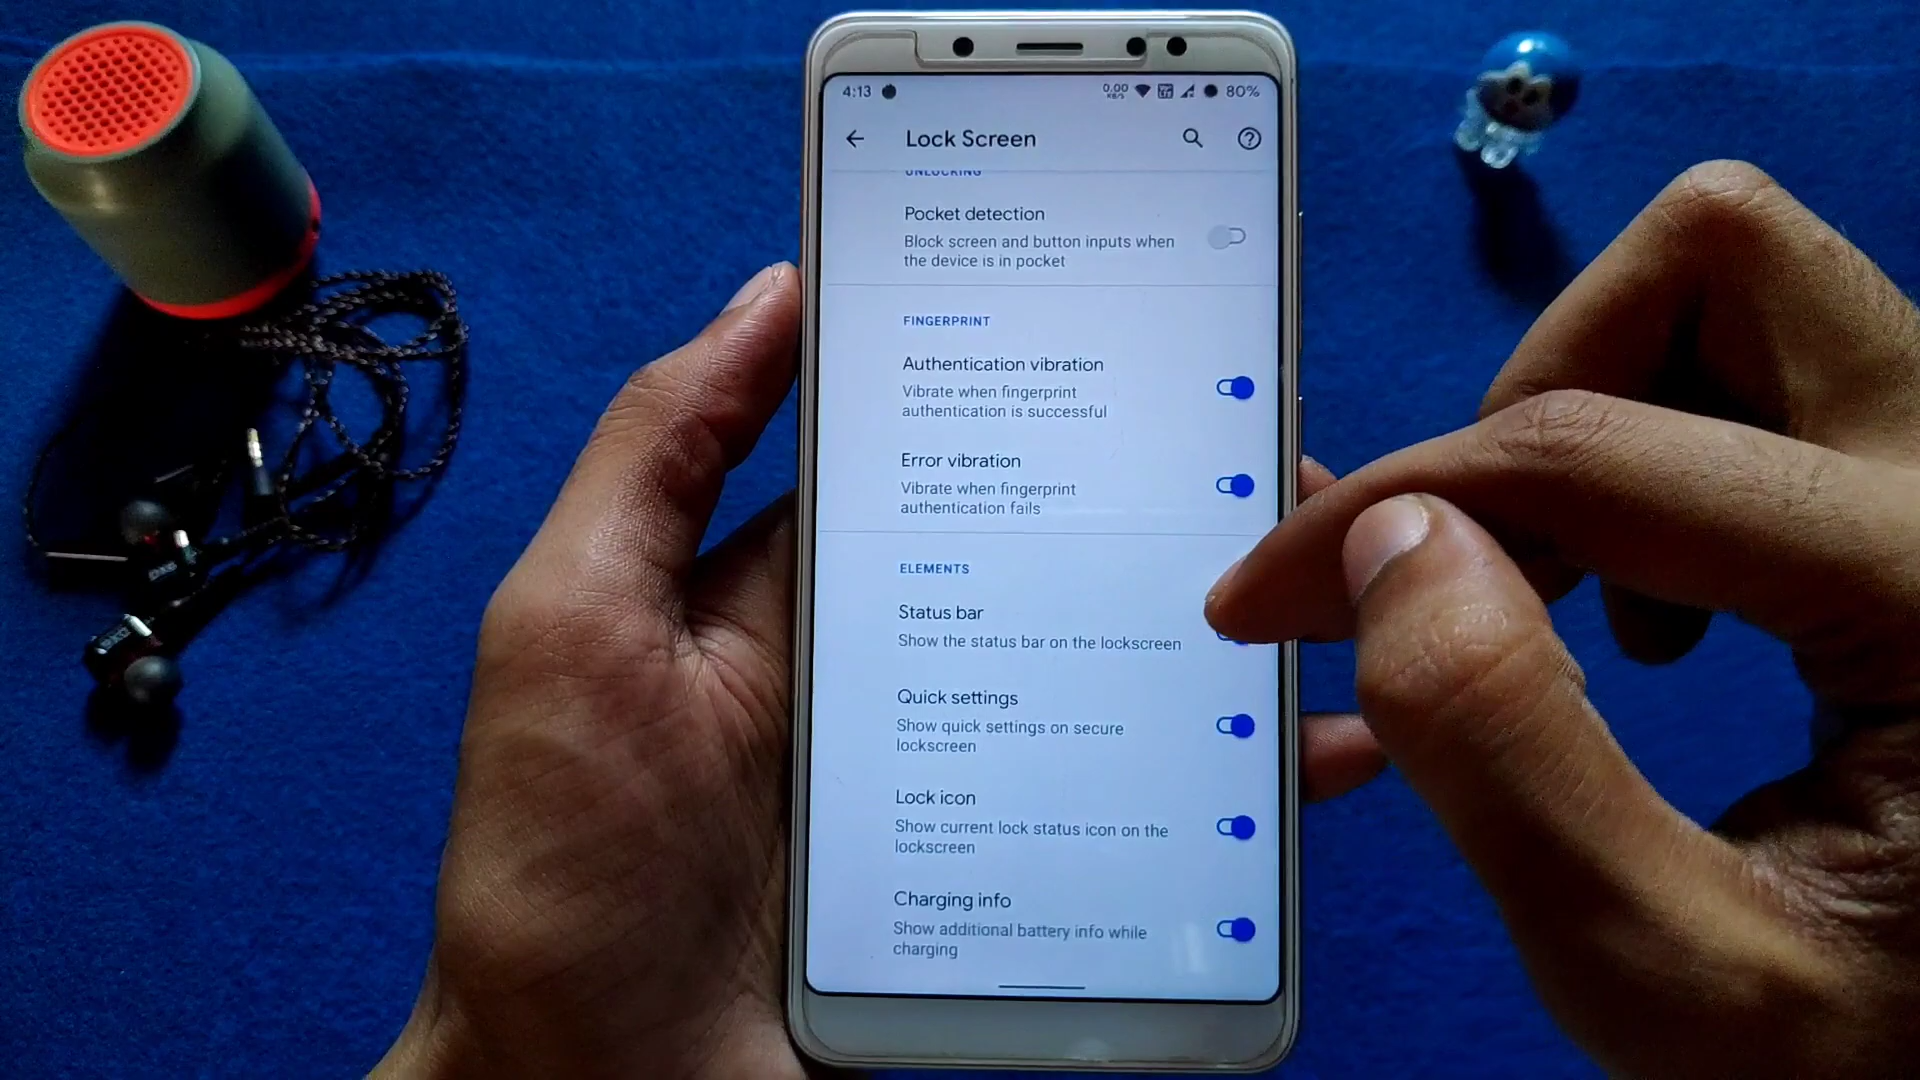 4:13 0.00 KB/S 80%
Lock Screen
UNLOCKING
Pocket detection
Block screen and button inputs when
the device is in pocket
FINGERPRINT
Authentication vibration
Vibrate when fingerprint
authentication is successful
Error vibration
Vibrate when fingerprint
authentication fails
ELEMENTS
Status bar
Show the status bar on the lockscreen
Quick settings
Show quick settings on secure
lockscreen
Lock icon
Show current lock status icon on the
lockscreen
Charging info
Show additional battery info while
charging